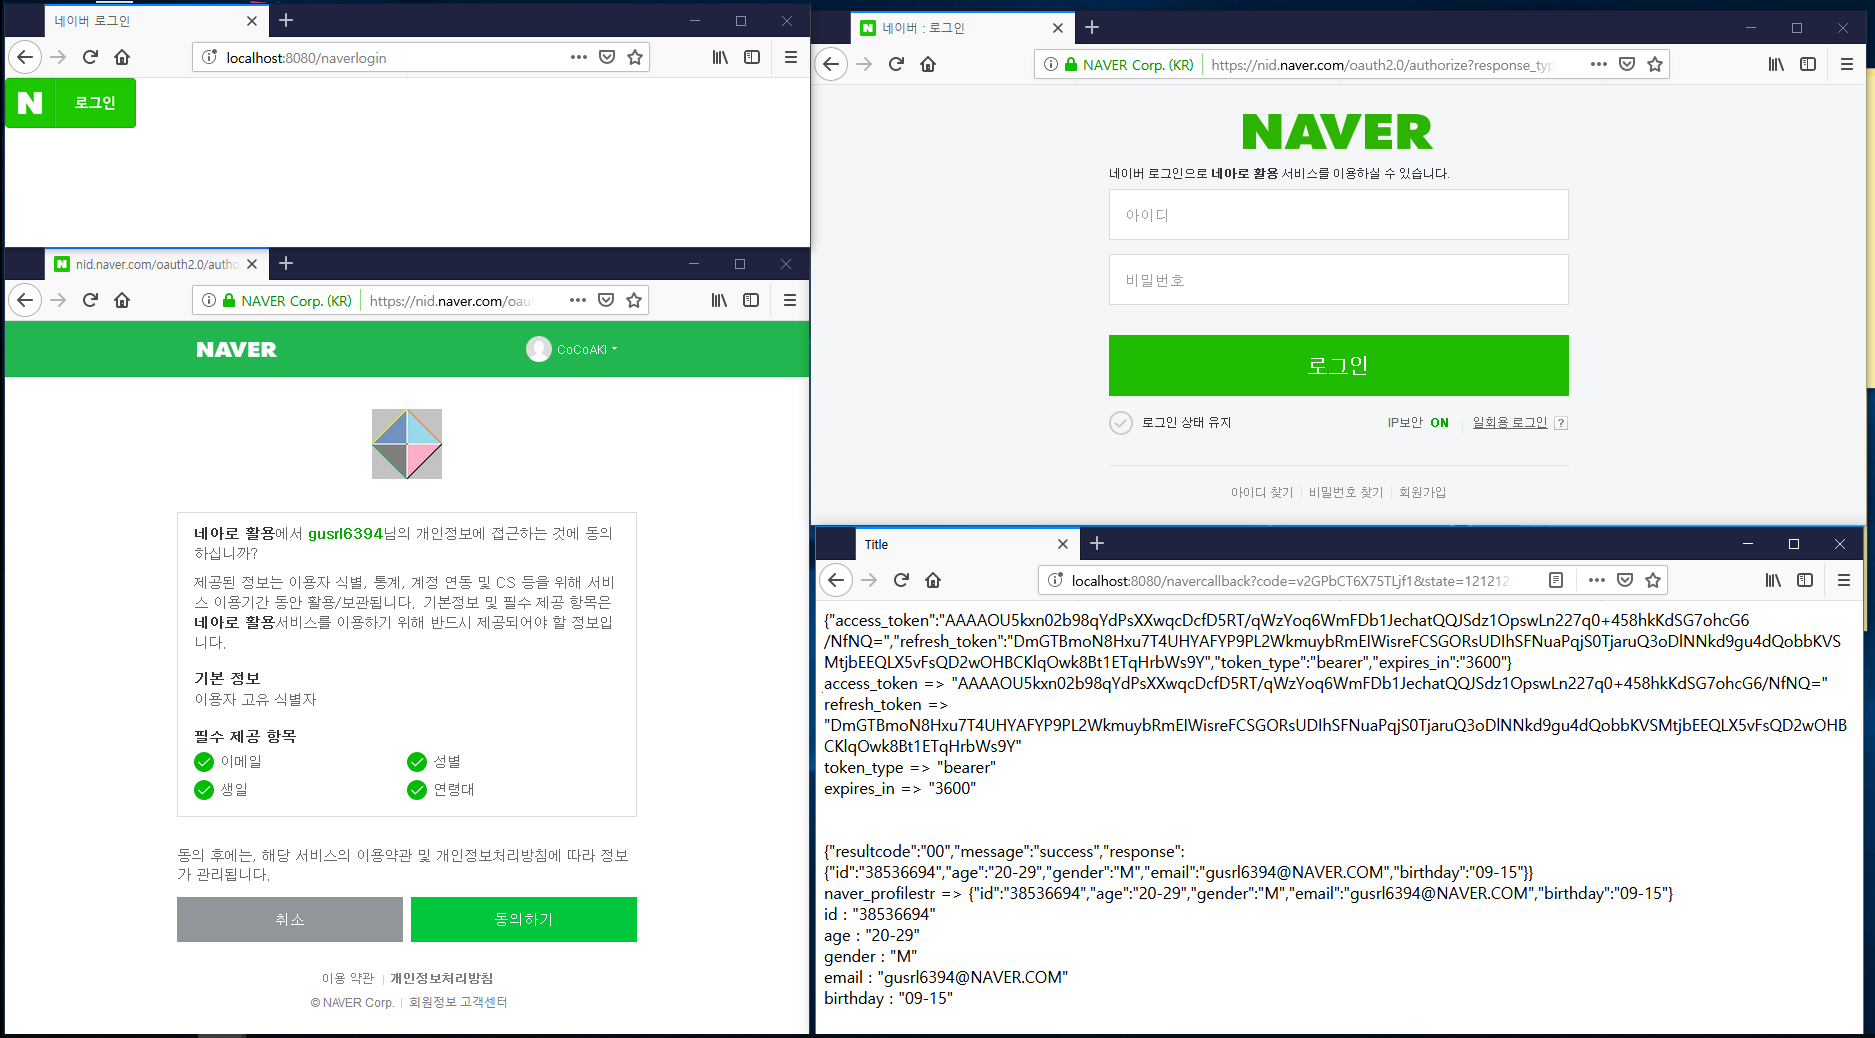 네이버 로그인
localhost:8080/naverlogin
N 로그인
네이버 : 로그인
NAVER Corp. (KR) https://nid.naver.com/oauth2.0/authorize?response_typ
NAVER
네이버 로그인으로 네아로 활용 서비스를 이용하실 수 있습니다.
아이디
비밀번호
로그인
로그인 상태 유지 IP보안 ON 일회용 로그인 ?
아이디 찾기 비밀번호 찾기 회원가입
nid.naver.com/oauth2.0/autho
NAVER Corp. (KR) https://nid.naver.com/oau
NAVER CoCoAKI
네아로 활용에서 gusrl6394님의 개인정보에 접근하는 것에 동의
하십니까?
제공된 정보는 이용자 식별, 통계, 계정 연동 및 CS 등을 위해 서비
스 이용기간 동안 활용/보관됩니다. 기본정보 및 필수 제공 항목은
네아로 활용서비스를 이용하기 위해 반드시 제공되어야 할 정보입
니다.
기본 정보
이용자 고유 식별자
필수 제공 항목
이메일 성별
생일 연령대
동의 후에는, 해당 서비스의 이용약관 및 개인정보처리방침에 따라 정보
가 관리됩니다.
취소 동의하기
이용 약관 개인정보처리방침
© NAVER Corp. 회원정보 고객센터
Title
localhost:8080/navercallback?code=v2GPbCT6X75TLjf1&state=121212
{"access_token":"AAAAOU5kxn02b98qYdPsXXwqcDcfD5RT/qWzYoq6WmFDb1JechatQQJSdz1OpswLn227q0+458hkKdSG7ohcG6
/NfNQ=","refresh_token":"DmGTBmoN8Hxu7T4UHYAFYP9PL2WkmuybRmEIWisreFCSGORsUDIhSFNuaPqjS0TjaruQ3oDlNNkd9gu4dQobbKVS
MtjbEEQLX5vFsQD2wOHBCKlqOwk8Bt1ETqHrbWs9Y","token_type":"bearer","expires_in":"3600"}
access_token => "AAAAOU5kxn02b98qYdPsXXwqcDcfD5RT/qWzYoq6WmFDb1JechatQQJSdz1OpswLn227q0+458hkKdSG7ohcG6/NfNQ="
refresh_token =>
"DmGTBmoN8Hxu7T4UHYAFYP9PL2WkmuybRmEIWisreFCSGORsUDIhSFNuaPqjS0TjaruQ3oDlNNkd9gu4dQobbKVSMtjbEEQLX5vFsQD2wOHB
CKlqOwk8Bt1ETqHrbWs9Y"
token_type => "bearer"
expires_in => "3600"
{"resultcode":"00","message":"success","response":
{"id":"38536694","age":"20-29","gender":"M","email":"gusrl6394@NAVER.COM","birthday":"09-15"}}
naver_profilestr => {"id":"38536694","age":"20-29","gender":"M","email":"gusrl6394@NAVER.COM","birthday":"09-15"}
id : "38536694"
age : "20-29"
gender : "M"
email : "gusrl6394@NAVER.COM"
birthday : "09-15"